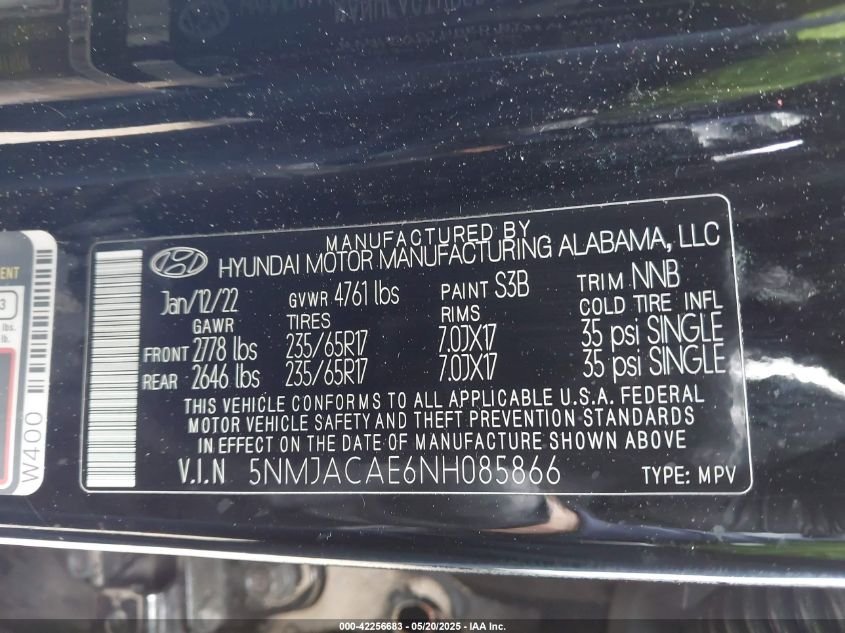 MANUFACTURED BY
HYUNDAI MOTOR MANUFACTURING ALABAMA, LLC
Jan/12/22 GVWR 4761 lbs PAINT S3B TRIM NNB
GAWR TIRES RIMS COLD TIRE INFL
FRONT 2778 lbs 235/65R17 7.0JX17 35 psi SINGLE
REAR 2646 lbs 235/65R17 7.0JX17 35 psi SINGLE
THIS VEHICLE CONFORMS TO ALL APPLICABLE U.S.A. FEDERAL
MOTOR VEHICLE SAFETY AND THEFT PREVENTION STANDARDS
IN EFFECT ON THE DATE OF MANUFACTURE SHOWN ABOVE
V.I.N 5NMJACAE6NH085866 TYPE: MPV
3
lbs.
lb.
W400
000-42256683 / 05/20/2025 - IAA Inc.